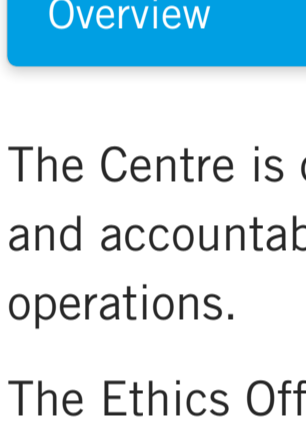 Overview
The Centre is
and accountab
operations.
The Ethics Off